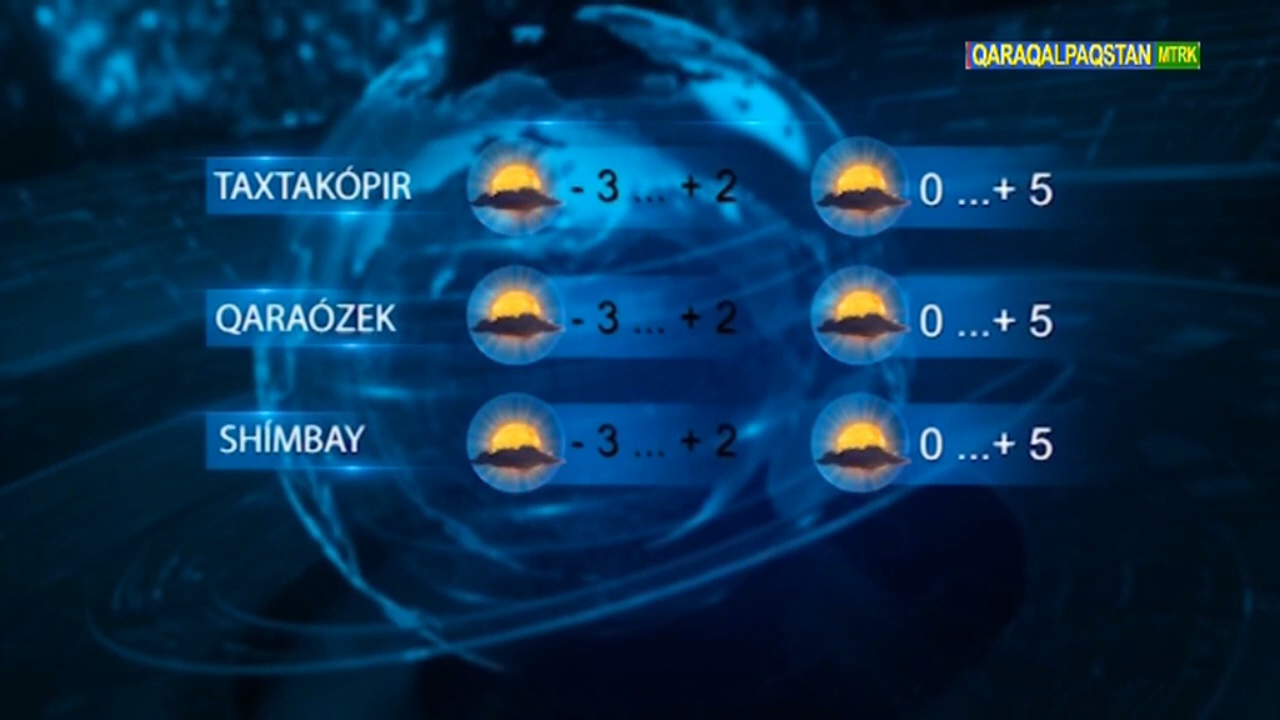 QARAQALPAQSTAN MTRK
TAXTAKÓPIR - 3 ... + 2 0 ...+ 5
QARAÓZEK - 3 ... + 2 0 ...+ 5
SHÍMBAY - 3 ... + 2 0 ...+ 5